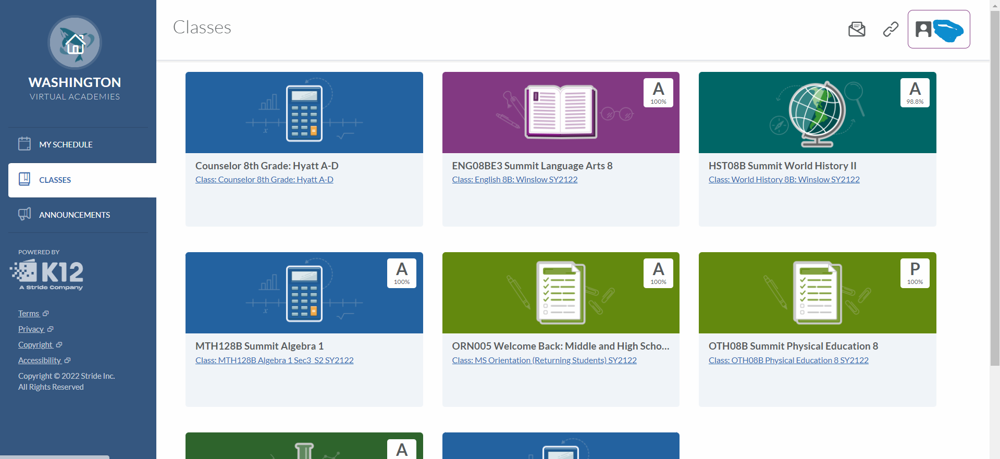 WASHINGTON
VIRTUAL ACADEMIES
MY SCHEDULE
CLASSES
ANNOUNCEMENTS
POWERED BY
K12
A Stride Company
Terms
Privacy
Copyright
Accessibility
Copyright © 2022 Stride Inc.
All Rights Reserved
Classes
x
Counselor 8th Grade: Hyatt A-D
Class: Counselor 8th Grade: Hyatt A-D
A
100%
ENG08BE3 Summit Language Arts 8
Class: English 8B: Winslow SY2122
A
98.8%
HST08B Summit World History II
Class: World History 8B: Winslow SY2122
x
A
100%
MTH128B Summit Algebra 1
Class: MTH128B Algebra 1 Sec3_S2 SY2122
A
100%
ORN005 Welcome Back: Middle and High Scho...
Class: MS Orientation (Returning Students) SY2122
P
100%
OTH08B Summit Physical Education 8
Class: OTH08B Physical Education 8 SY2122
A